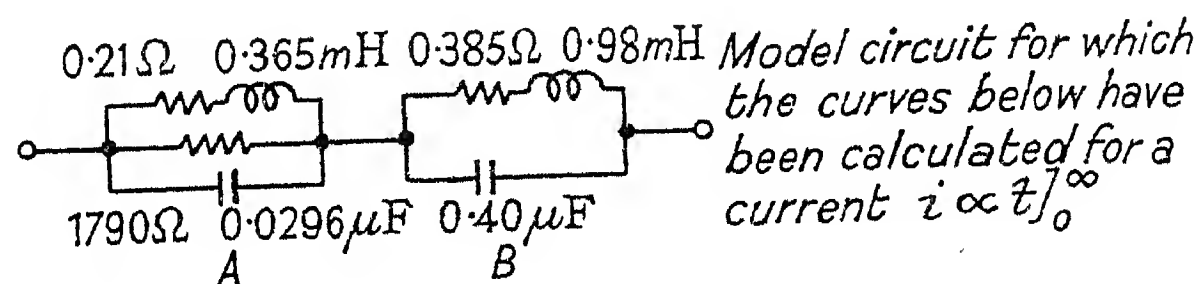 0·21Ω 0·365mH 0·385Ω 0·98mH
1790Ω 0·0296μF 0·40μF
A B
Model circuit for which
the curves below have
been calculated for a
current i ∝ t]₀^∞